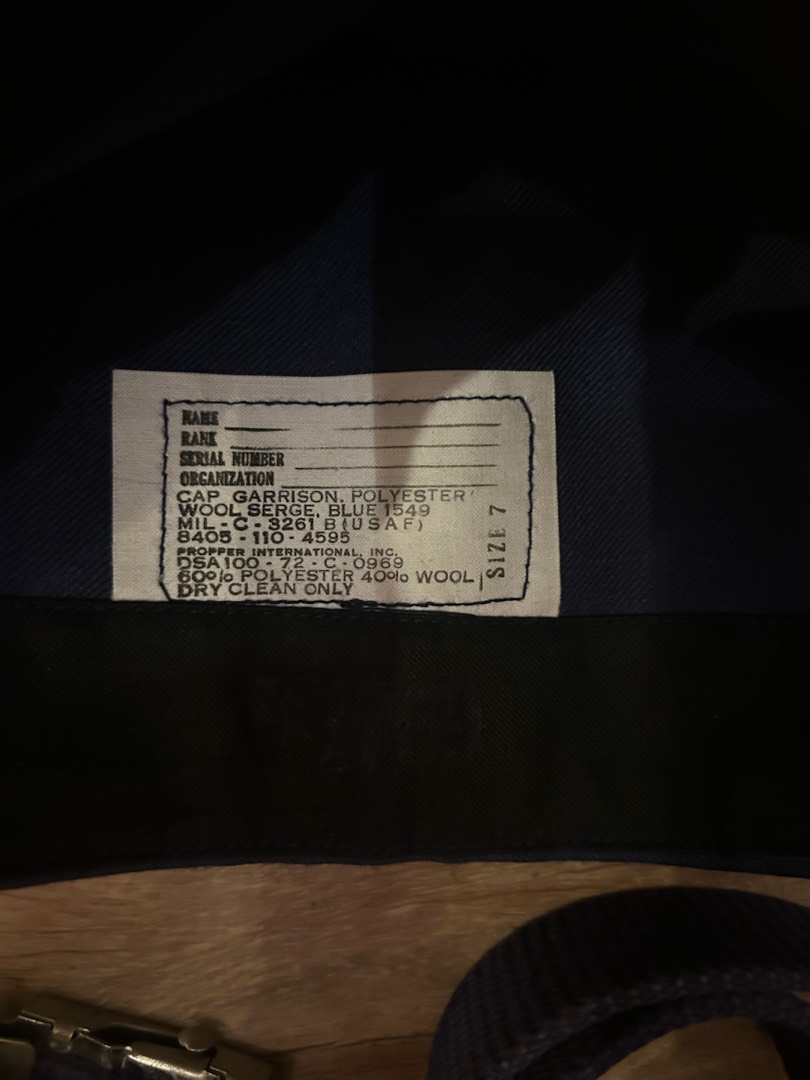 NAME
RANK
SERIAL NUMBER
ORGANIZATION
CAP GARRISON, POLYESTER
WOOL SERGE, BLUE 1549
MIL-C-3261 B (USAF)
8405-110-4595
PROPPER INTERNATIONAL, INC.
DSA100-72-C-0969
60% POLYESTER 40% WOOL
DRY CLEAN ONLY
SIZE 7